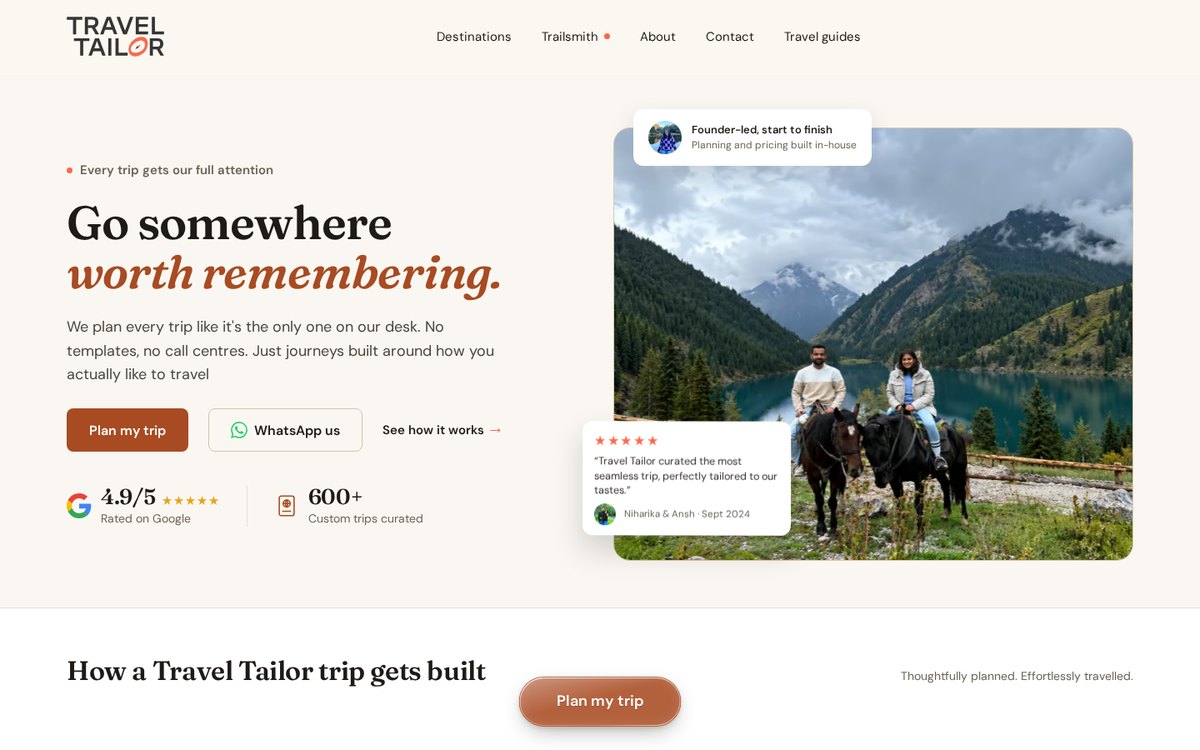 TRAVEL
TAILOR
Destinations
Trailsmith
About
Contact
Travel guides
Every trip gets our full attention
Go somewhere
worth remembering.
We plan every trip like it's the only one on our desk. No
templates, no call centres. Just journeys built around how you
actually like to travel
Plan my trip
WhatsApp us
See how it works →
4.9/5 ★★★★★
Rated on Google
600+
Custom trips curated
Founder-led, start to finish
Planning and pricing built in-house
★★★★★
“Travel Tailor curated the most
seamless trip, perfectly tailored to our
tastes.”
Niharika & Ansh · Sept 2024
How a Travel Tailor trip gets built
Thoughtfully planned. Effortlessly travelled.
Plan my trip